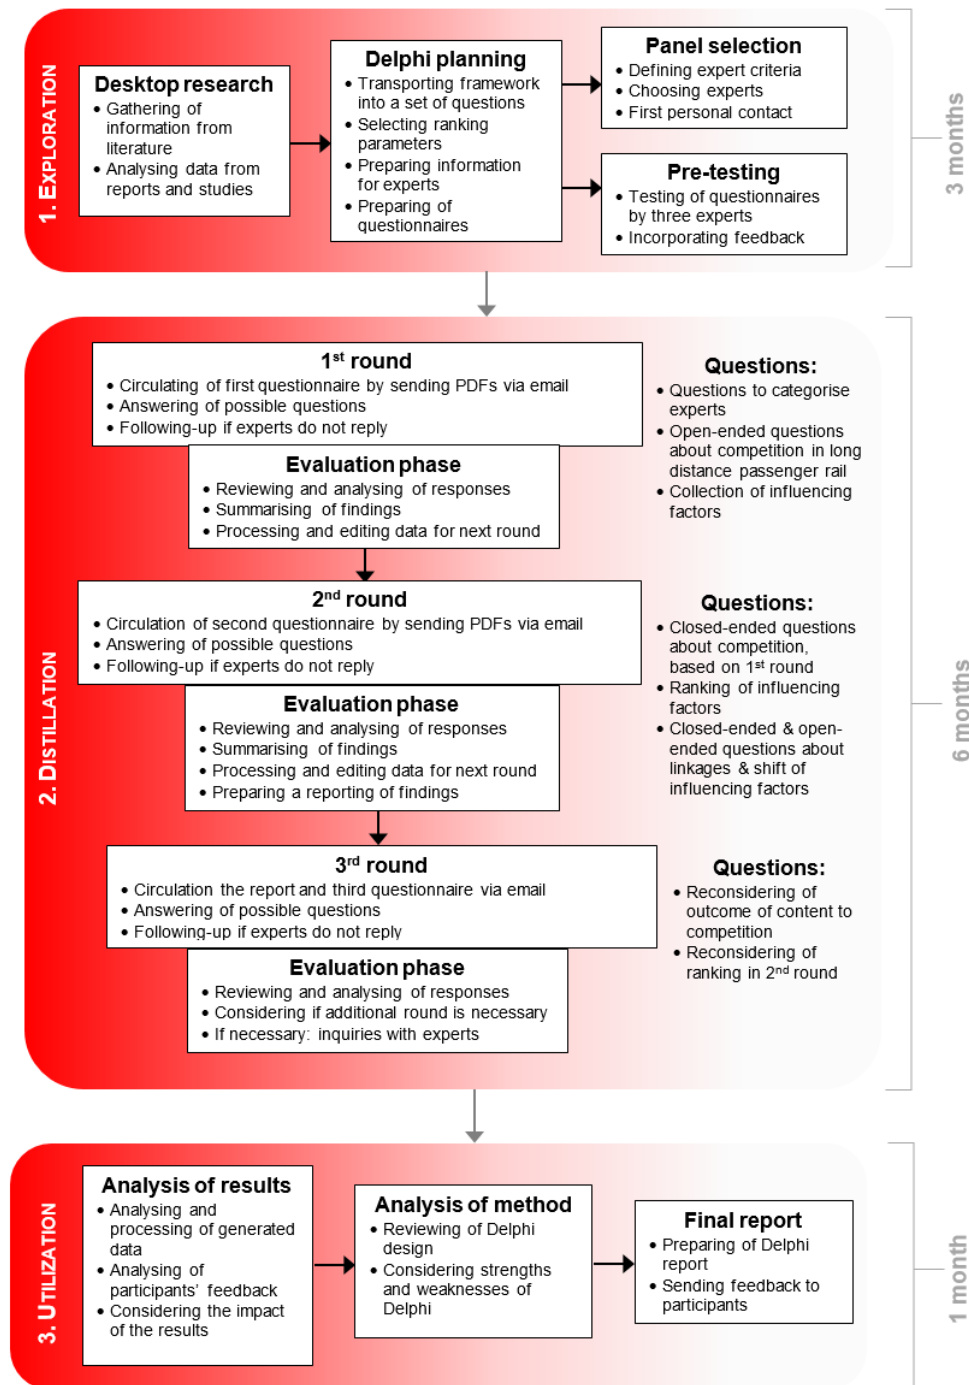 1. EXPLORATION
Desktop research
• Gathering of
information from
literature
• Analysing data from
reports and studies
Delphi planning
• Transporting framework
into a set of questions
• Selecting ranking
parameters
• Preparing information
for experts
• Preparing of
questionnaires
Panel selection
• Defining expert criteria
• Choosing experts
• First personal contact
Pre-testing
• Testing of questionnaires
by three experts
• Incorporating feedback
3 months
2. DISTILLATION
1st round
• Circulating of first questionnaire by sending PDFs via email
• Answering of possible questions
• Following-up if experts do not reply
Evaluation phase
• Reviewing and analysing of responses
• Summarising of findings
• Processing and editing data for next round
Questions:
• Questions to categorise
experts
• Open-ended questions
about competition in long
distance passenger rail
• Collection of influencing
factors
2nd round
• Circulation of second questionnaire by sending PDFs via email
• Answering of possible questions
• Following-up if experts do not reply
Evaluation phase
• Reviewing and analysing of responses
• Summarising of findings
• Processing and editing data for next round
• Preparing a reporting of findings
Questions:
• Closed-ended questions
about competition,
based on 1st round
• Ranking of influencing
factors
• Closed-ended & open-
ended questions about
linkages & shift of
influencing factors
3rd round
• Circulation the report and third questionnaire via email
• Answering of possible questions
• Following-up if experts do not reply
Evaluation phase
• Reviewing and analysing of responses
• Considering if additional round is necessary
• If necessary: inquiries with experts
Questions:
• Reconsidering of
outcome of content to
competition
• Reconsidering of
ranking in 2nd round
6 months
3. UTILIZATION
Analysis of results
• Analysing and
processing of generated
data
• Analysing of
participants' feedback
• Considering the impact
of the results
Analysis of method
• Reviewing of Delphi
design
• Considering strengths
and weaknesses of
Delphi
Final report
• Preparing of Delphi
report
• Sending feedback to
participants
1 month